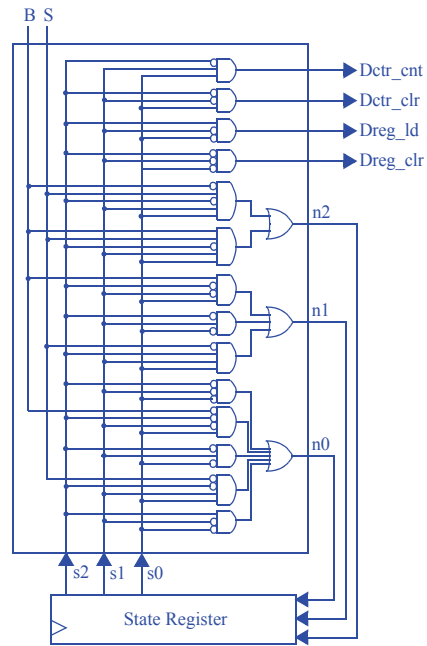 B S
Dctr_cnt
Dctr_clr
Dreg_ld
Dreg_clr
n2
n1
n0
s2 s1 s0
State Register